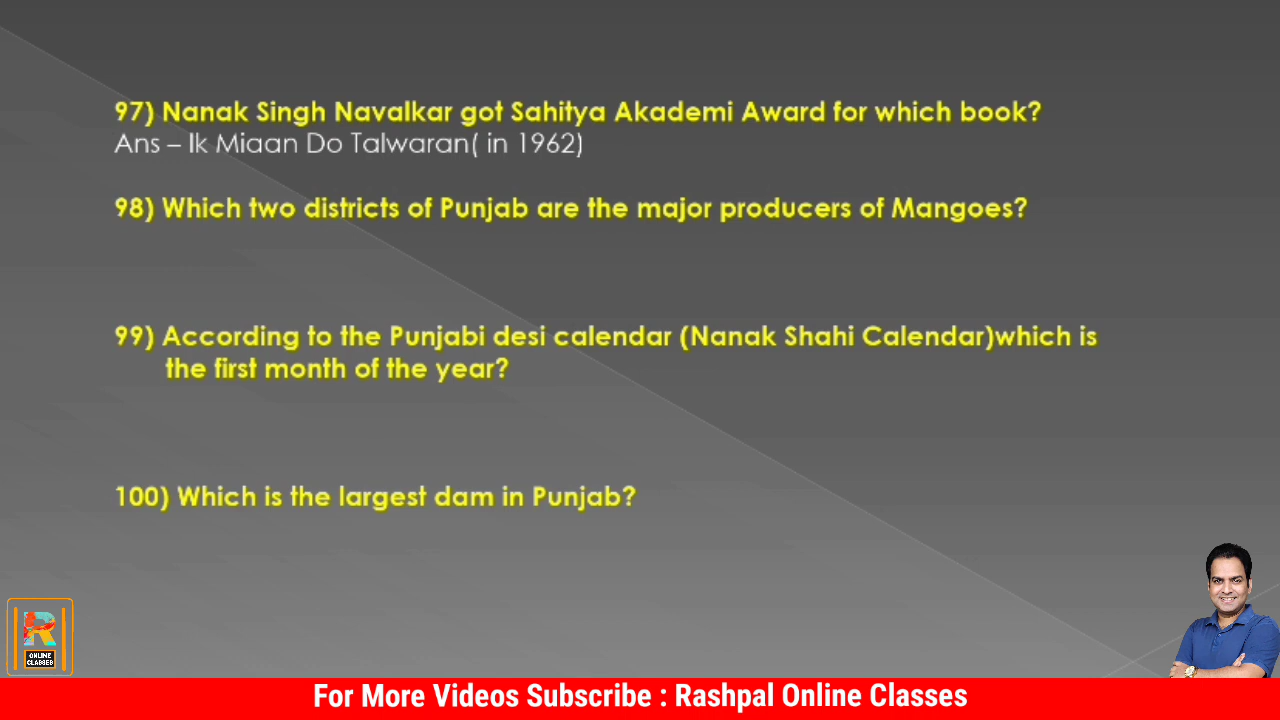 97) Nanak Singh Navalkar got Sahitya Akademi Award for which book?
Ans – Ik Miaan Do Talwaran( in 1962)
98) Which two districts of Punjab are the major producers of Mangoes?
99) According to the Punjabi desi calendar (Nanak Shahi Calendar)which is
the first month of the year?
100) Which is the largest dam in Punjab?
R
ONLINE
CLASSES
For More Videos Subscribe : Rashpal Online Classes